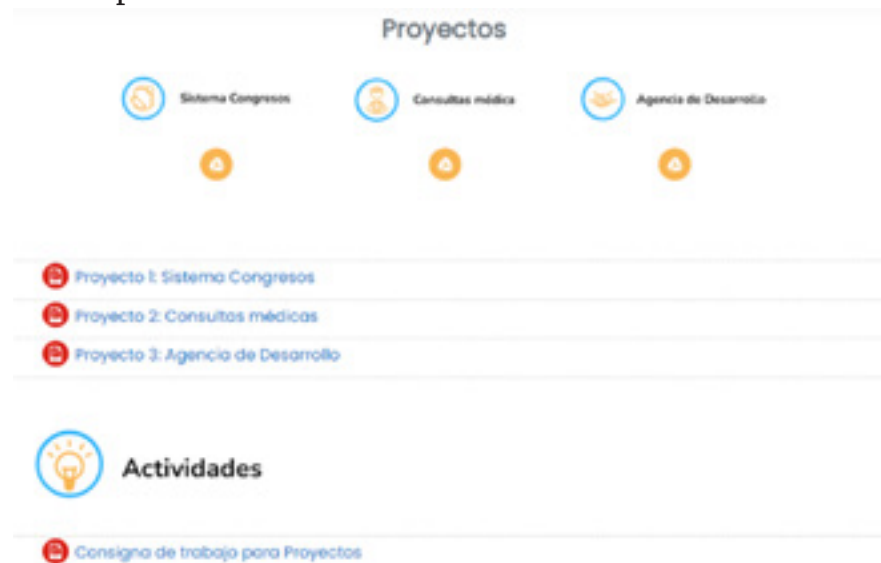 Proyectos
Sistema Congresos
Consultas médica
Agencia de Desarrollo
Proyecto 1: Sistema Congresos
Proyecto 2: Consultas médicas
Proyecto 3: Agencia de Desarrollo
Actividades
Consigna de trabajo para Proyectos